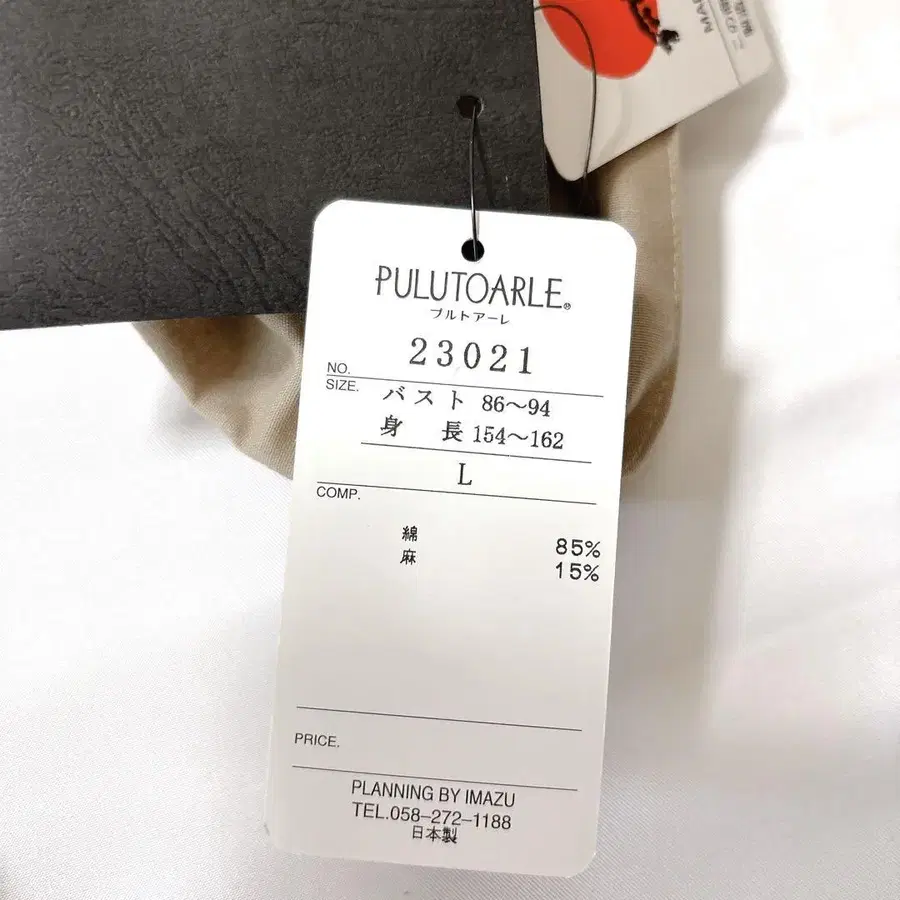 PULUTOARLE®
プルトアーレ
NO. 23021
SIZE. バスト 86～94
身長 154～162
L
COMP.
綿 85%
麻 15%
PRICE.
PLANNING BY IMAZU
TEL.058-272-1188
日本製